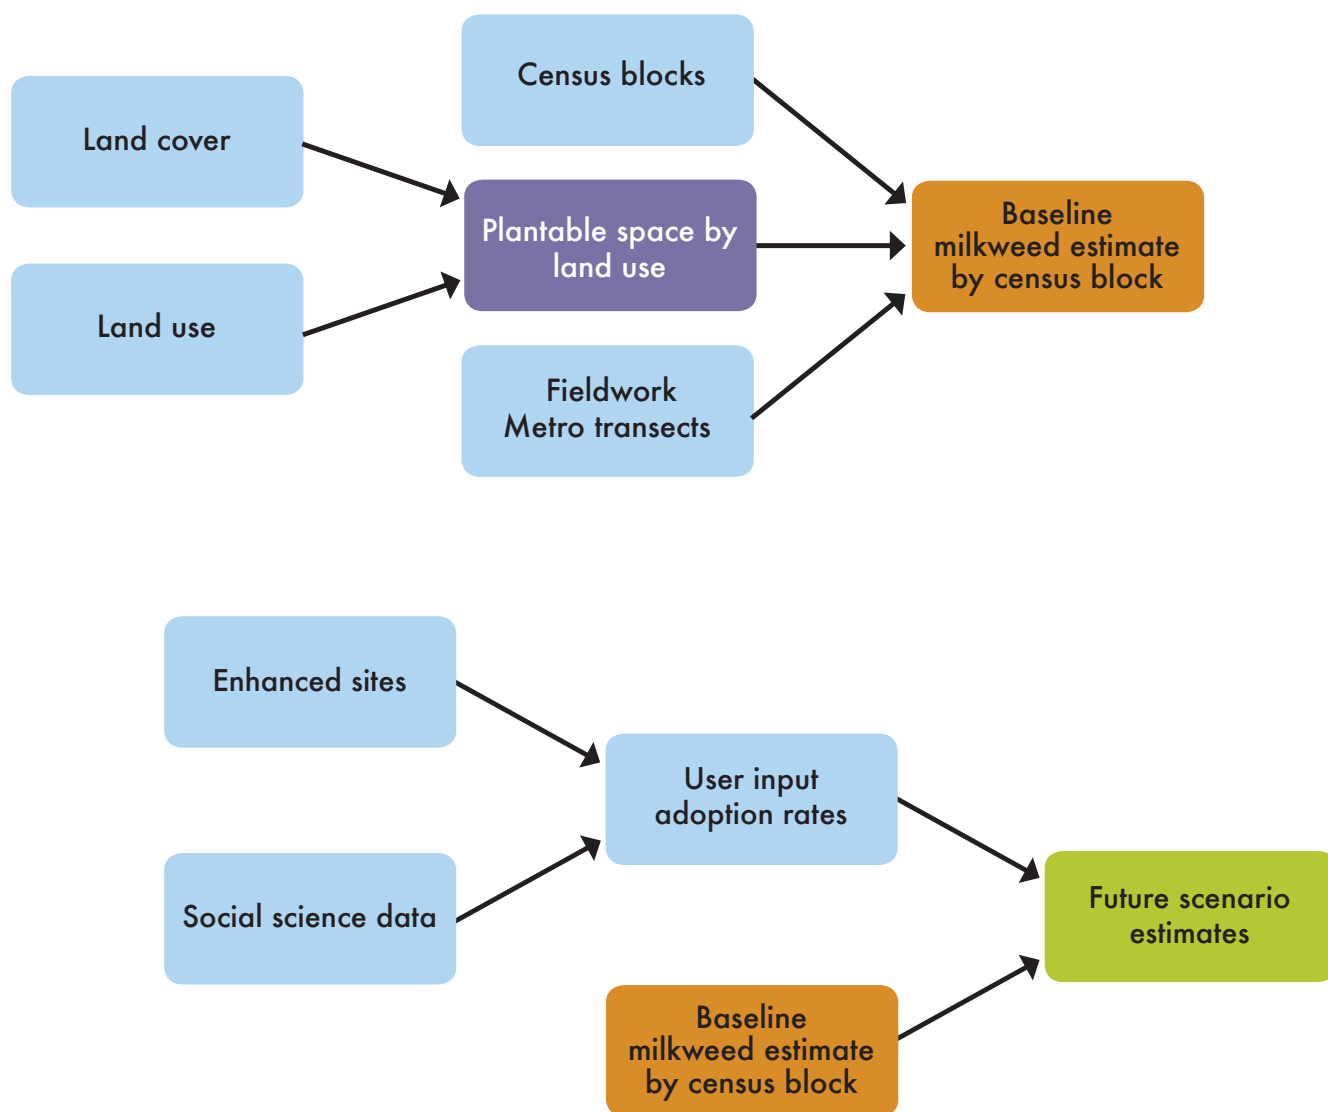 Census blocks
Land cover
Plantable space by
land use
Baseline
milkweed estimate
by census block
Land use
Fieldwork
Metro transects
Enhanced sites
User input
adoption rates
Social science data
Future scenario
estimates
Baseline
milkweed estimate
by census block